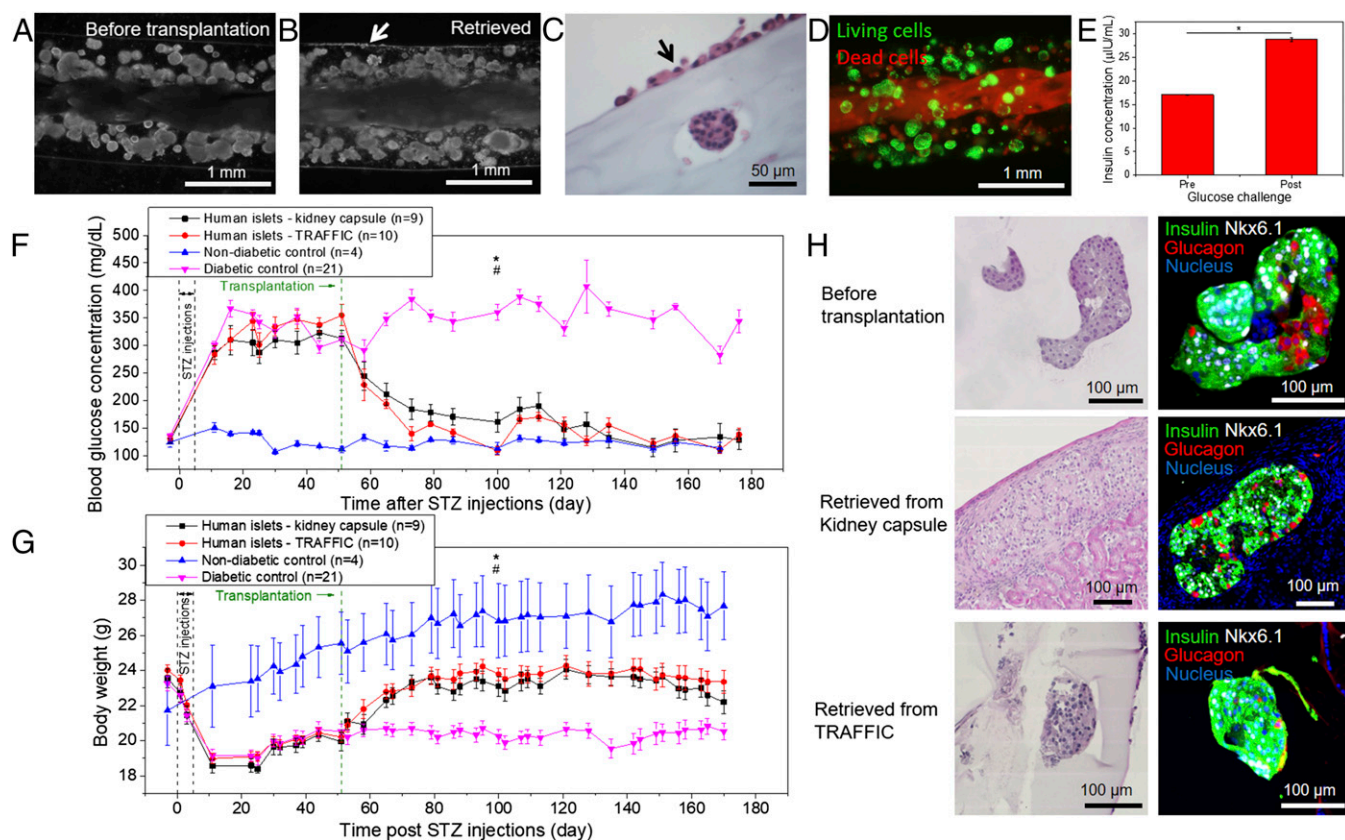 A
Before transplantation
1 mm
B
Retrieved
1 mm
C
50 µm
D
Living cells
Dead cells
1 mm
E
Insulin concentration (µIU/mL)
30
25
20
15
10
5
0
*
Pre
Post
Glucose challenge
F
Human islets - kidney capsule (n=9)
Human islets - TRAFFIC (n=10)
Non-diabetic control (n=4)
Diabetic control (n=21)
Transplantation
STZ injections
*
#
Blood glucose concentration (mg/dL)
500
450
400
350
300
250
200
150
100
0
20
40
60
80
100
120
140
160
180
Time after STZ injections (day)
G
Human islets - kidney capsule (n=9)
Human islets - TRAFFIC (n=10)
Non-diabetic control (n=4)
Diabetic control (n=21)
Transplantation
STZ injections
*
#
Body weight (g)
30
28
26
24
22
20
18
0
20
40
60
80
100
120
140
160
180
Time post STZ injections (day)
H
Before
transplantation
100 µm
Insulin Nkx6.1
Glucagon
Nucleus
100 µm
Retrieved from
Kidney capsule
100 µm
Insulin Nkx6.1
Glucagon
Nucleus
100 µm
Retrieved from
TRAFFIC
100 µm
Insulin Nkx6.1
Glucagon
Nucleus
100 µm